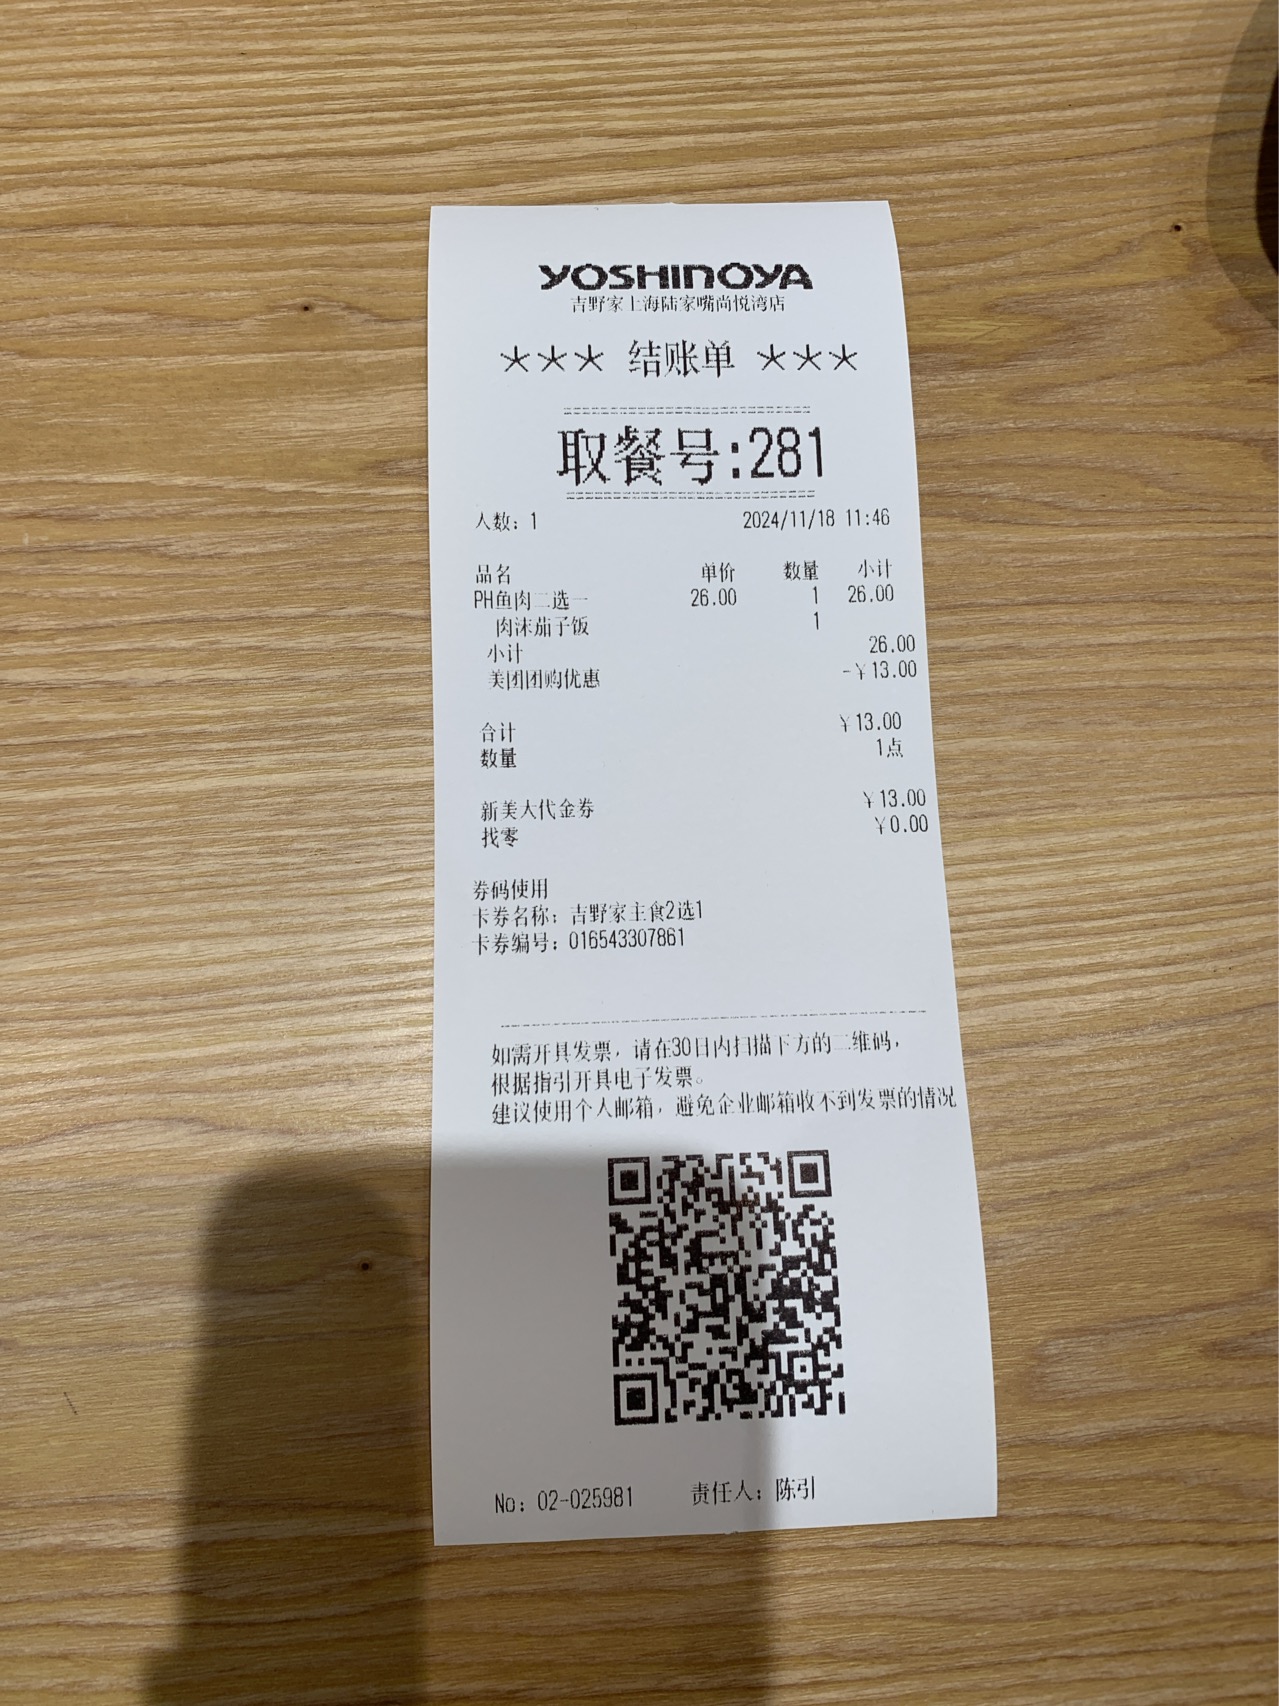 YOSHINOYA
吉野家上海陆家嘴尚悦湾店
*** 结账单 ***
取餐号:281
人数: 1 2024/11/18 11:46
品名 单价 数量 小计
PH鱼肉二选一 26.00 1 26.00
肉沫茄子饭 1
小计 26.00
美团团购优惠 -¥13.00
合计 ¥13.00
数量 1点
新美大代金券 ¥13.00
找零 ¥0.00
券码使用
卡券名称: 吉野家主食2选1
卡券编号: 016543307861
如需开具发票，请在30日内扫描下方的二维码，
根据指引开具电子发票。
建议使用个人邮箱，避免企业邮箱收不到发票的情况
No: 02-025981 责任人: 陈引